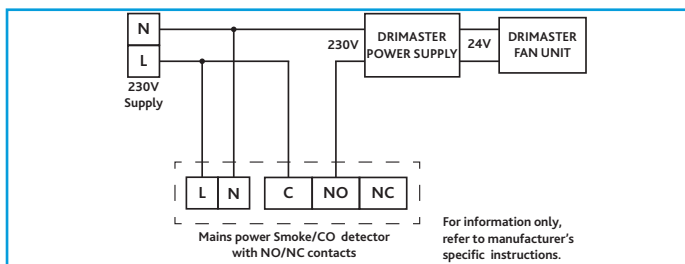 N
L
230V
Supply
230V
DRIMASTER
POWER SUPPLY
24V
DRIMASTER
FAN UNIT
L N C NO NC
Mains power Smoke/CO detector
with NO/NC contacts
For information only,
refer to manufacturer's
specific instructions.